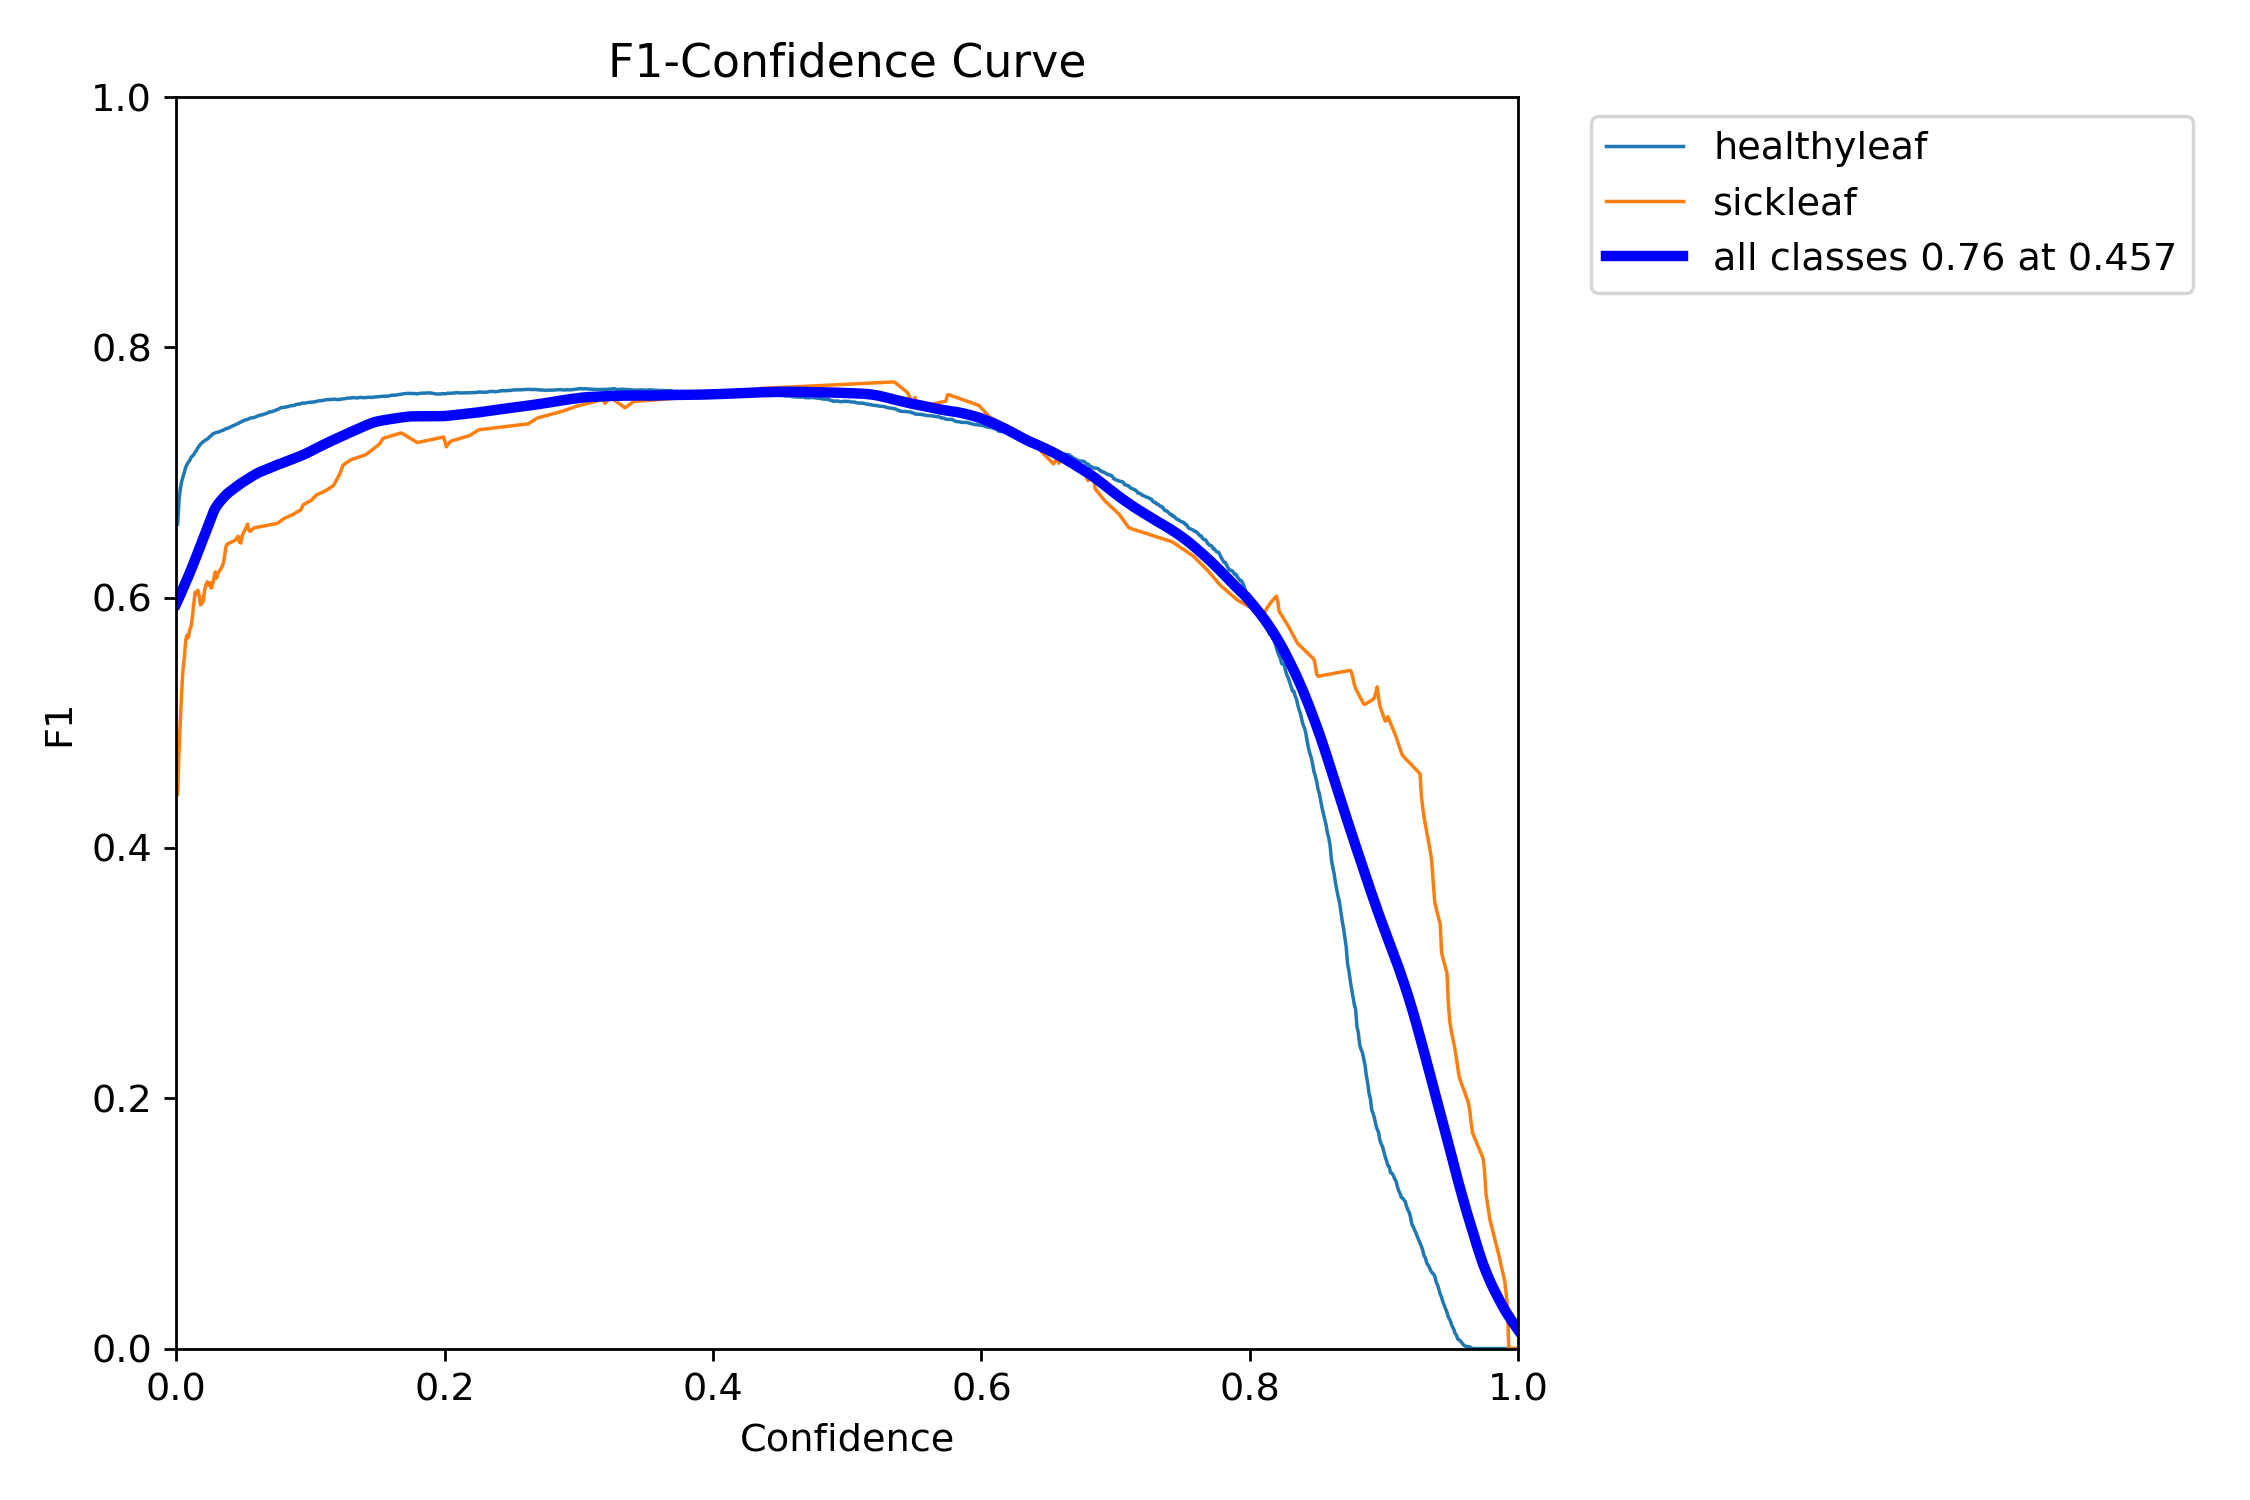 F1-Confidence Curve
1.0
0.8
0.6
0.4
0.2
0.0
F1
0.0 0.2 0.4 0.6 0.8 1.0
Confidence
healthyleaf
sickleaf
all classes 0.76 at 0.457